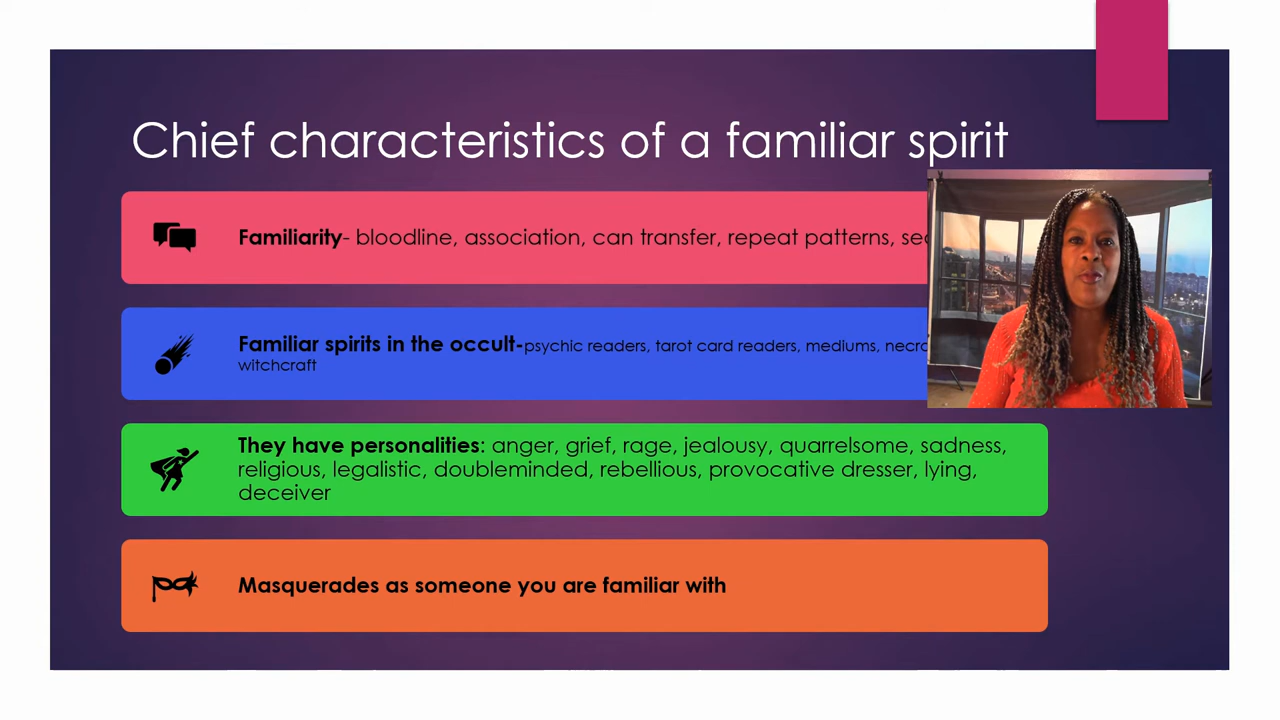 Chief characteristics of a familiar spirit
Familiarity- bloodline, association, can transfer, repeat patterns,
Familiar spirits in the occult-psychic readers, tarot card readers, mediums,
witchcraft
They have personalities: anger, grief, rage, jealousy, quarrelsome, sadness,
religious, legalistic, doubleminded, rebellious, provocative dresser, lying,
deceiver
Masquerades as someone you are familiar with